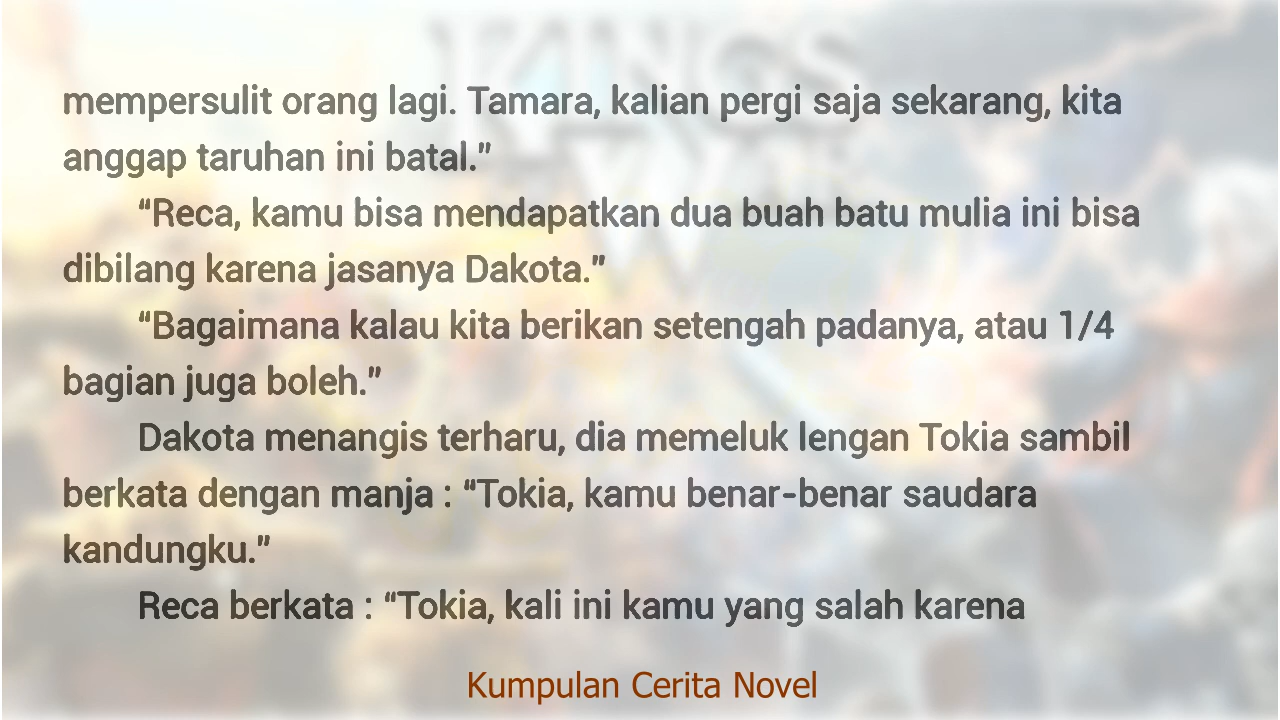 mempersulit orang lagi. Tamara, kalian pergi saja sekarang, kita
anggap taruhan ini batal.”
“Reca, kamu bisa mendapatkan dua buah batu mulia ini bisa
dibilang karena jasanya Dakota.”
“Bagaimana kalau kita berikan setengah padanya, atau 1/4
bagian juga boleh.”
Dakota menangis terharu, dia memeluk lengan Tokia sambil
berkata dengan manja : “Tokia, kamu benar-benar saudara
kandungku.”
Reca berkata : “Tokia, kali ini kamu yang salah karena
Kumpulan Cerita Novel